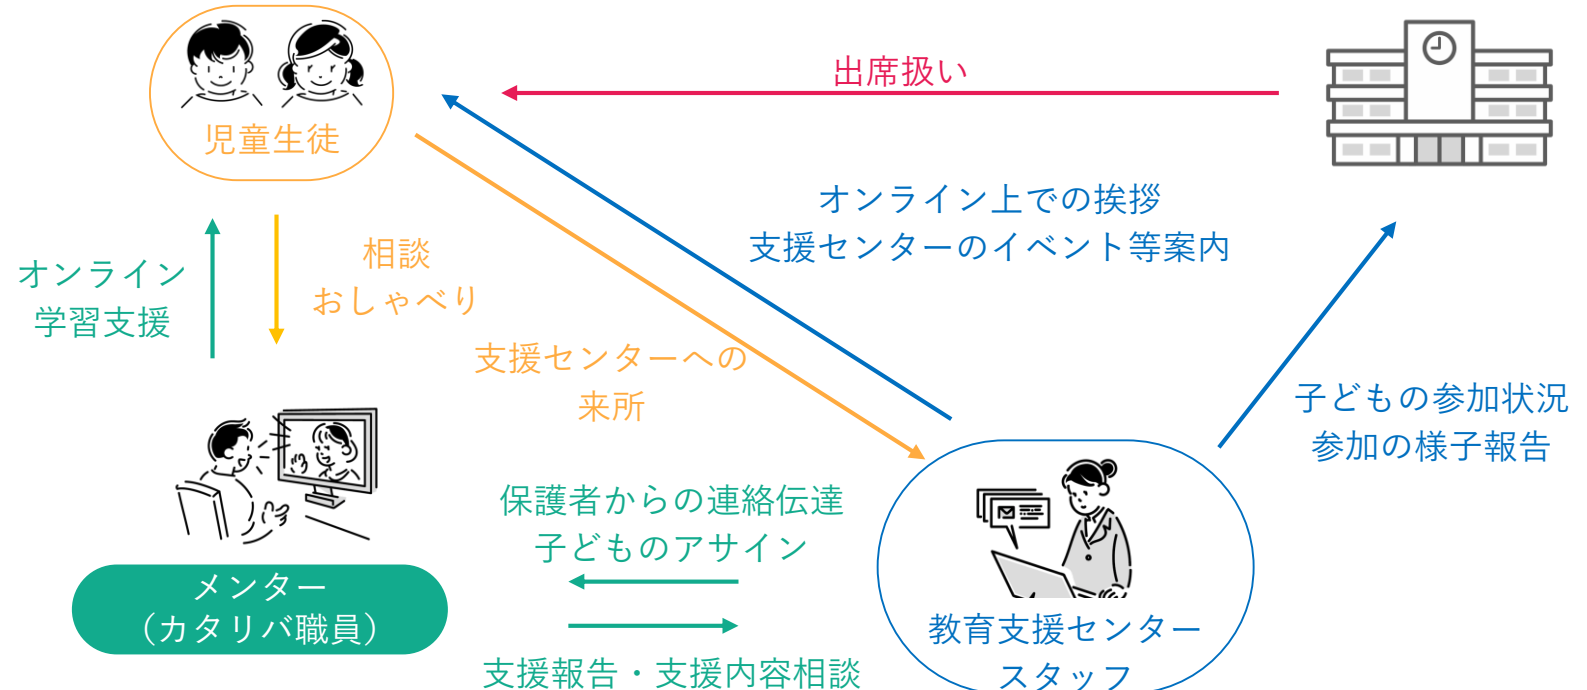 出席扱い
児童生徒
オンライン上での挨拶
支援センターのイベント等案内
相談
おしゃべり
オンライン
学習支援
支援センターへの
来所
子どもの参加状況
参加の様子報告
保護者からの連絡伝達
子どものアサイン
メンター
（カタリバ職員）
教育支援センター
スタッフ
支援報告・支援内容相談